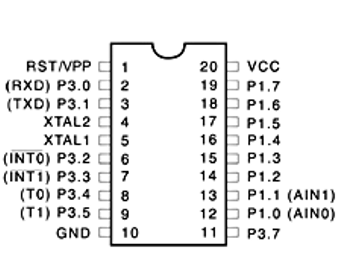 RST/VPP 1 20 VCC
(RXD) P3.0 2 19 P1.7
(TXD) P3.1 3 18 P1.6
XTAL2 4 17 P1.5
XTAL1 5 16 P1.4
(INT0) P3.2 6 15 P1.3
(INT1) P3.3 7 14 P1.2
(T0) P3.4 8 13 P1.1 (AIN1)
(T1) P3.5 9 12 P1.0 (AIN0)
GND 10 11 P3.7